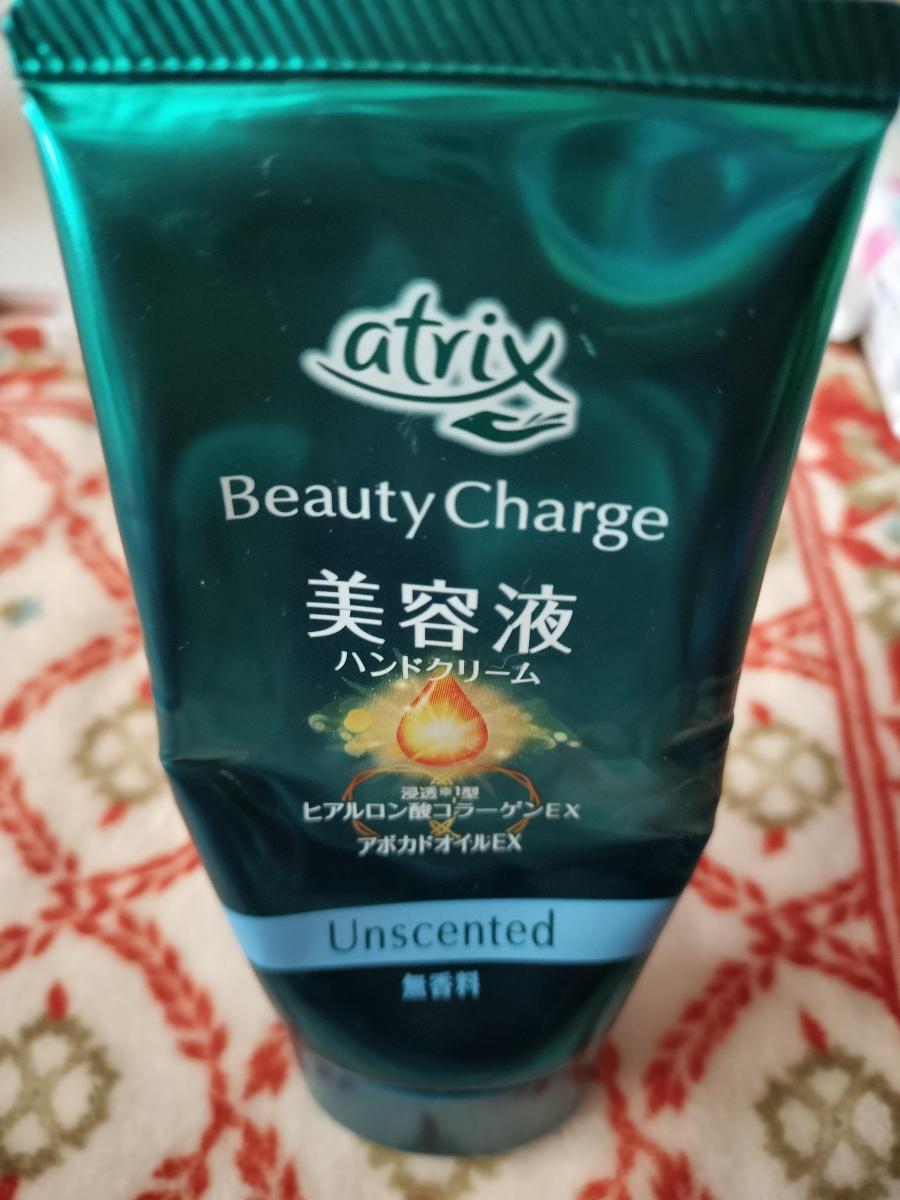 atrix
Beauty Charge
美容液
ハンドクリーム
浸透※1型
ヒアルロン酸コラーゲンEX
アボカドオイルEX
Unscented
無香料